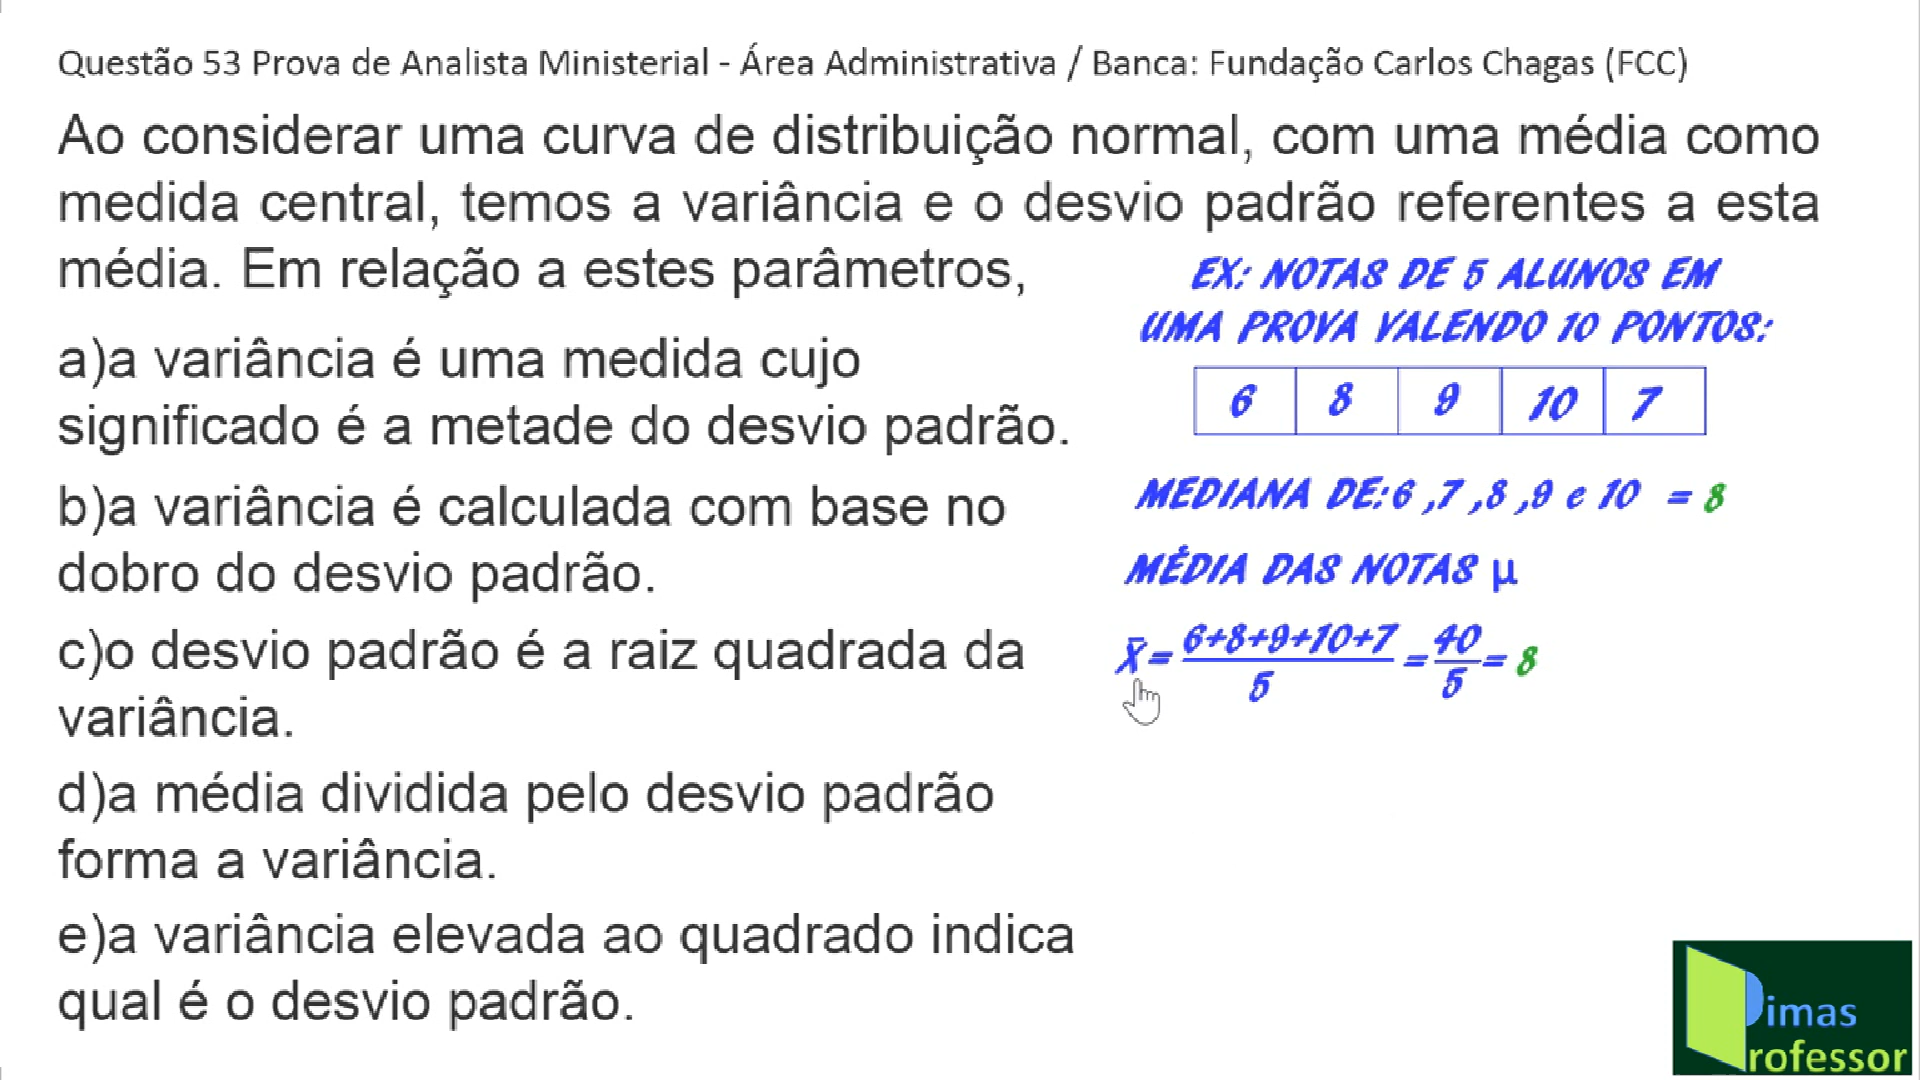 Questão 53 Prova de Analista Ministerial - Área Administrativa / Banca: Fundação Carlos Chagas (FCC)
Ao considerar uma curva de distribuição normal, com uma média como
medida central, temos a variância e o desvio padrão referentes a esta
média. Em relação a estes parâmetros,
a)a variância é uma medida cujo
significado é a metade do desvio padrão.
b)a variância é calculada com base no
dobro do desvio padrão.
c)o desvio padrão é a raiz quadrada da
variância.
d)a média dividida pelo desvio padrão
forma a variância.
e)a variância elevada ao quadrado indica
qual é o desvio padrão.
EX: NOTAS DE 5 ALUNOS EM
UMA PROVA VALENDO 10 PONTOS:
6 8 9 10 7
MEDIANA DE:6 ,7 ,8 ,9 e 10 = 8
MÉDIA DAS NOTAS μ
x̄ = 6+8+9+10+7 / 5 = 40 / 5 = 8
Dimas
Professor